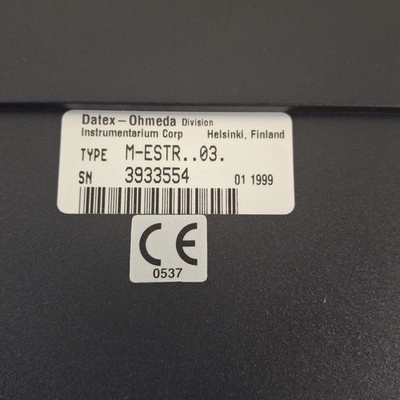 Datex-Ohmeda Division
Instrumentarium Corp Helsinki, Finland
TYPE M-ESTR..03.
SN 3933554 01 1999
CE
0537